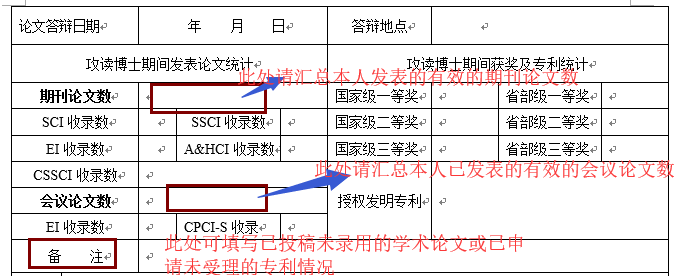 论文答辩日期 年 月 日 答辩地点
攻读博士期间发表论文统计 攻读博士期间获奖及专利统计
此处请汇总本人发表的有效的期刊论文数
期刊论文数 国家级一等奖 省部级一等奖
SCI 收录数 SSCI 收录数 国家级二等奖 省部级二等奖
EI 收录数 A&HCI 收录数 国家级三等奖 省部级三等奖
此处请汇总本人已发表的有效的会议论文数
CSSCI 收录数
会议论文数 授权发明专利
EI 收录数 CPCI-S 收录
此处可填写已投稿未录用的学术论文或已申
备 注
请未受理的专利情况